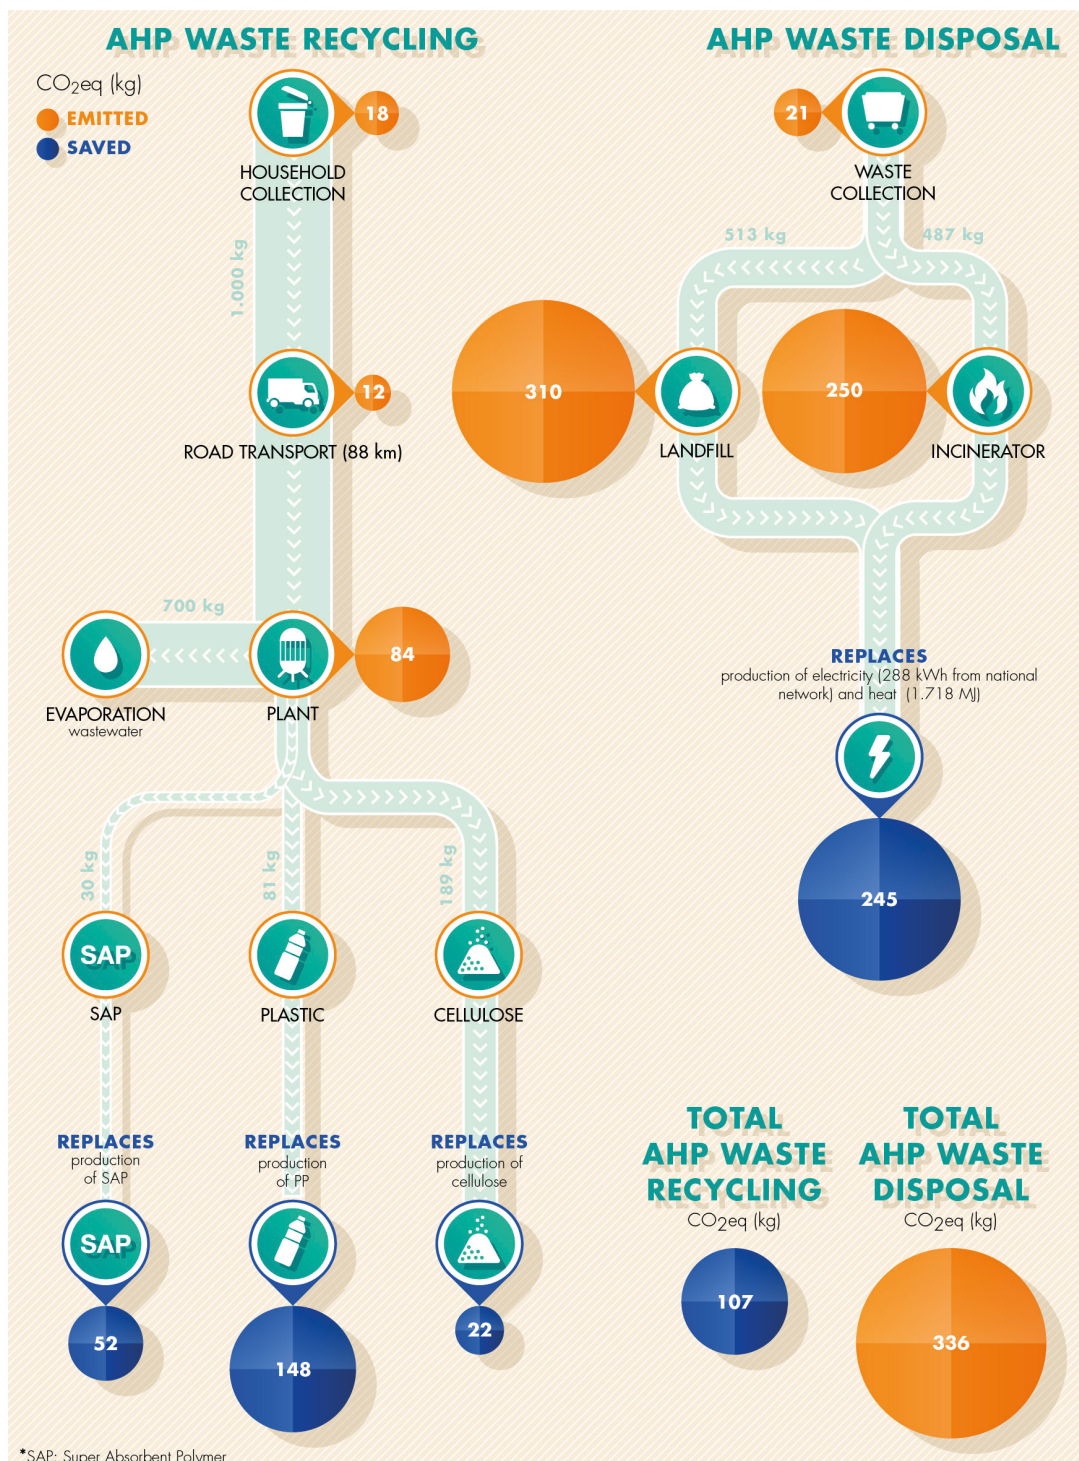 AHP WASTE RECYCLING
CO2eq (kg)
EMITTED
SAVED
18
HOUSEHOLD
COLLECTION
1.000 kg
12
ROAD TRANSPORT (88 km)
700 kg
84
EVAPORATION
wastewater
PLANT
30 kg
81 kg
189 kg
SAP
SAP
PLASTIC
CELLULOSE
REPLACES
production
of SAP
REPLACES
production
of PP
REPLACES
production of
cellulose
SAP
52
148
22
*SAP: Super Absorbent Polymer
AHP WASTE DISPOSAL
21
WASTE
COLLECTION
513 kg
487 kg
310
250
LANDFILL
INCINERATOR
REPLACES
production of electricity (288 kWh from national
network) and heat (1.718 MJ)
245
TOTAL
AHP WASTE
RECYCLING
CO2eq (kg)
107
TOTAL
AHP WASTE
DISPOSAL
CO2eq (kg)
336